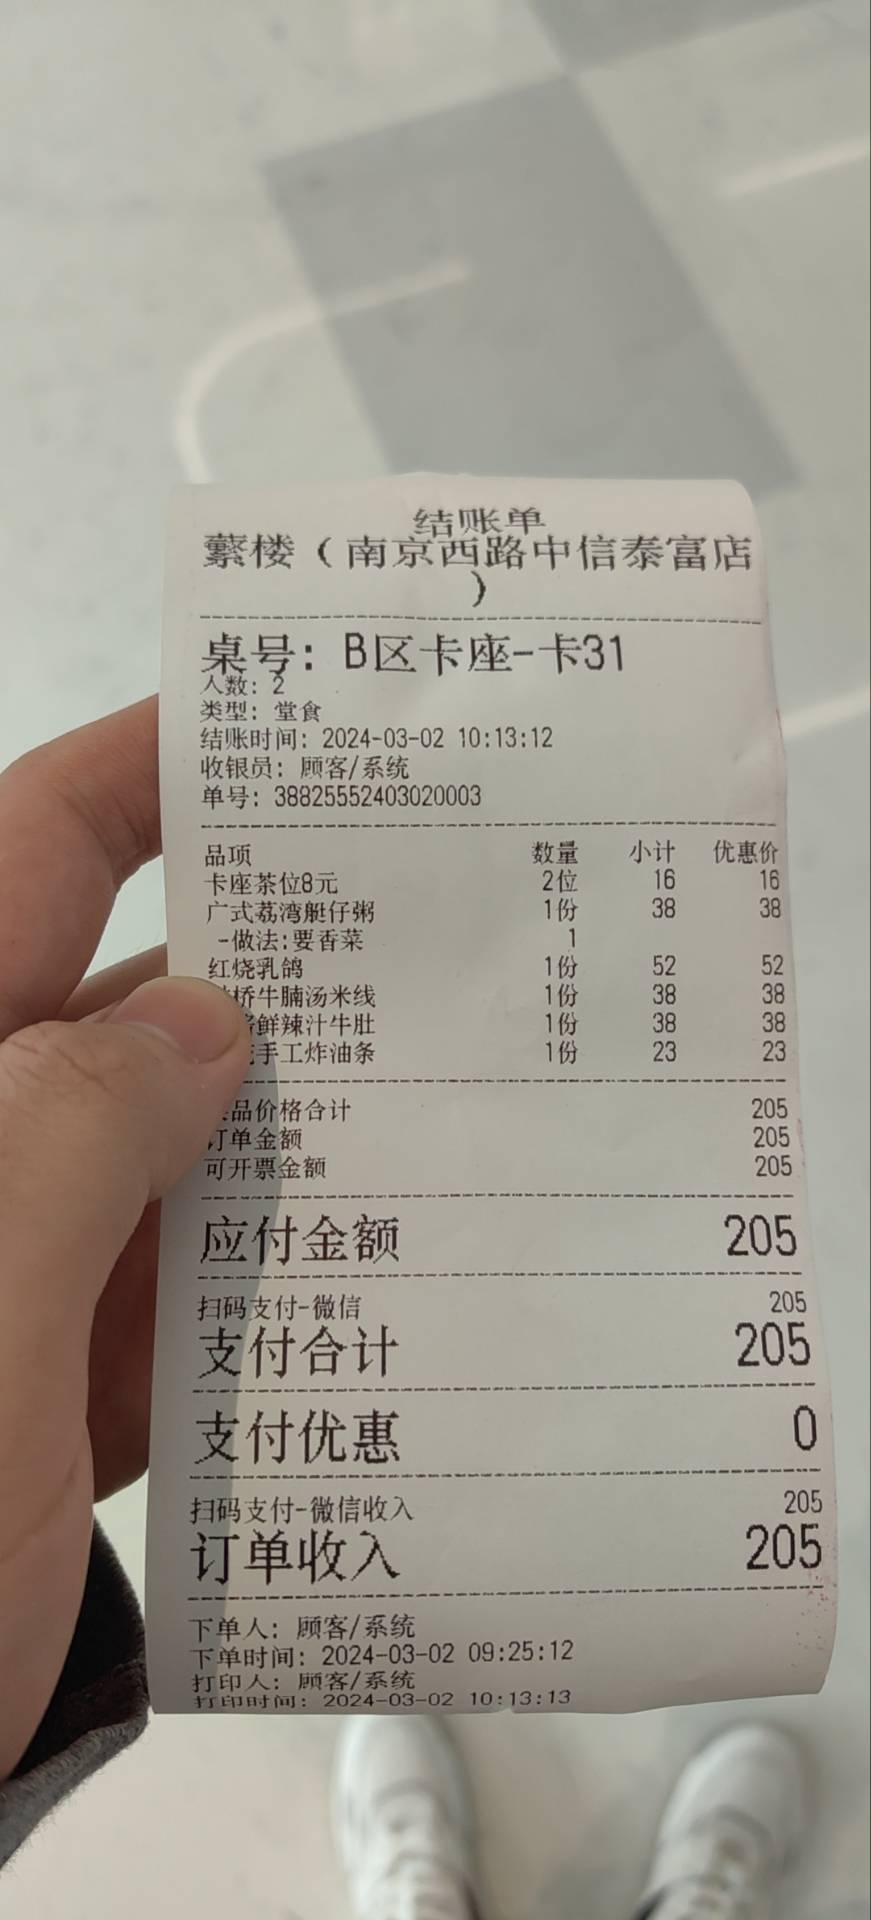 结账单
蘩楼（南京西路中信泰富店
）
桌号: B区卡座-卡31
人数: 2
类型: 堂食
结账时间: 2024-03-02 10:13:12
收银员: 顾客/系统
单号: 38825552403020003
品项 数量 小计 优惠价
卡座茶位8元 2位 16 16
广式荔湾艇仔粥 1份 38 38
-做法:要香菜 1
红烧乳鸽 1份 52 52
桥牛腩汤米线 1份 38 38
鲜辣汁牛肚 1份 38 38
手工炸油条 1份 23 23
品价格合计 205
订单金额 205
可开票金额 205
应付金额 205
扫码支付-微信 205
支付合计 205
支付优惠 0
扫码支付-微信收入 205
订单收入 205
下单人: 顾客/系统
下单时间: 2024-03-02 09:25:12
打印人: 顾客/系统
打印时间: 2024-03-02 10:13:13